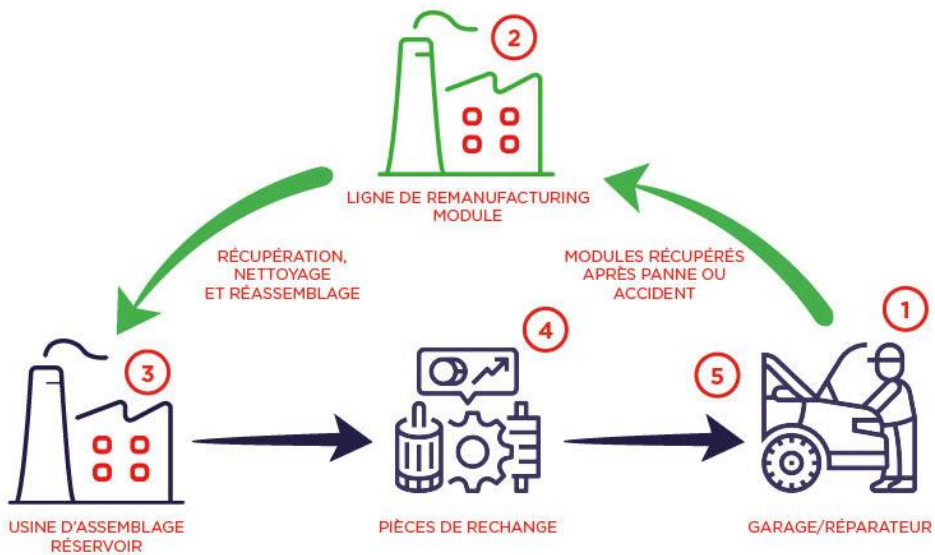 2
LIGNE DE REMANUFACTURING
MODULE
RÉCUPÉRATION,
NETTOYAGE
ET RÉASSEMBLAGE
MODULES RÉCUPÉRÉS
APRÈS PANNE OU
ACCIDENT
1
3
4
5
USINE D'ASSEMBLAGE
RÉSERVOIR
PIÈCES DE RECHANGE
GARAGE/RÉPARATEUR